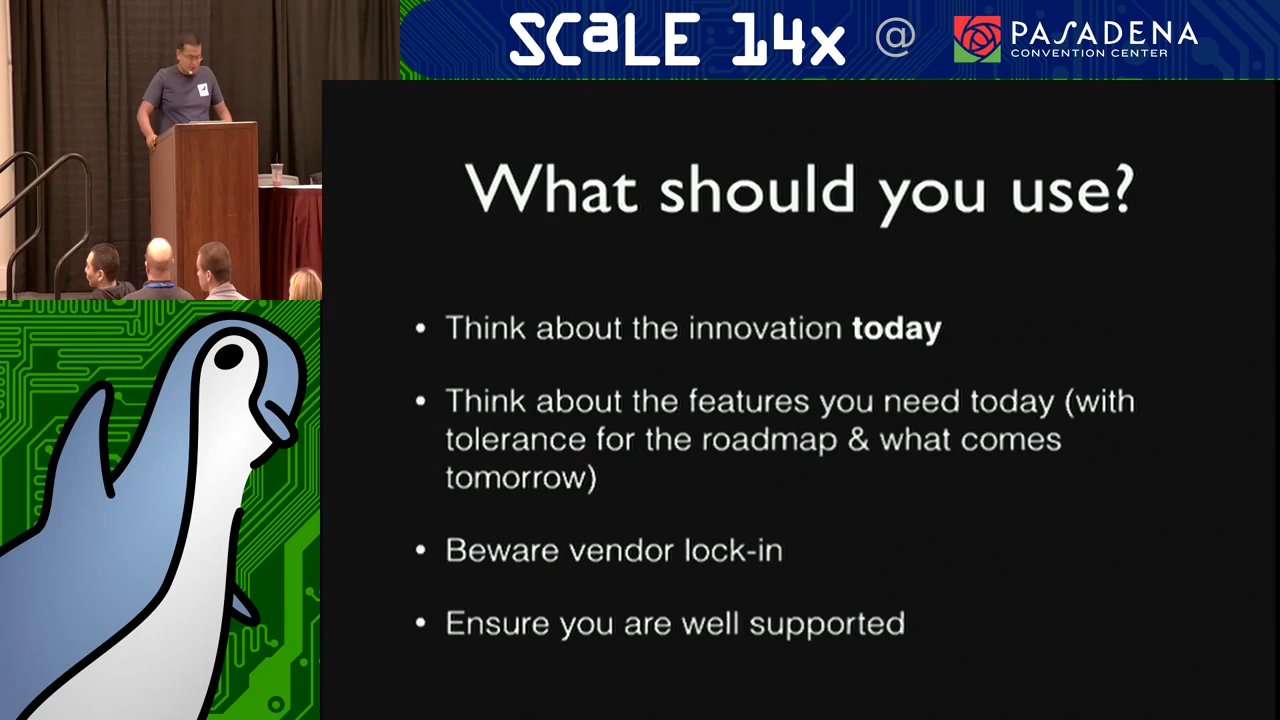 SCALE 14x @ PASADENA
CONVENTION CENTER
What should you use?
• Think about the innovation today
• Think about the features you need today (with
tolerance for the roadmap & what comes
tomorrow)
• Beware vendor lock-in
• Ensure you are well supported